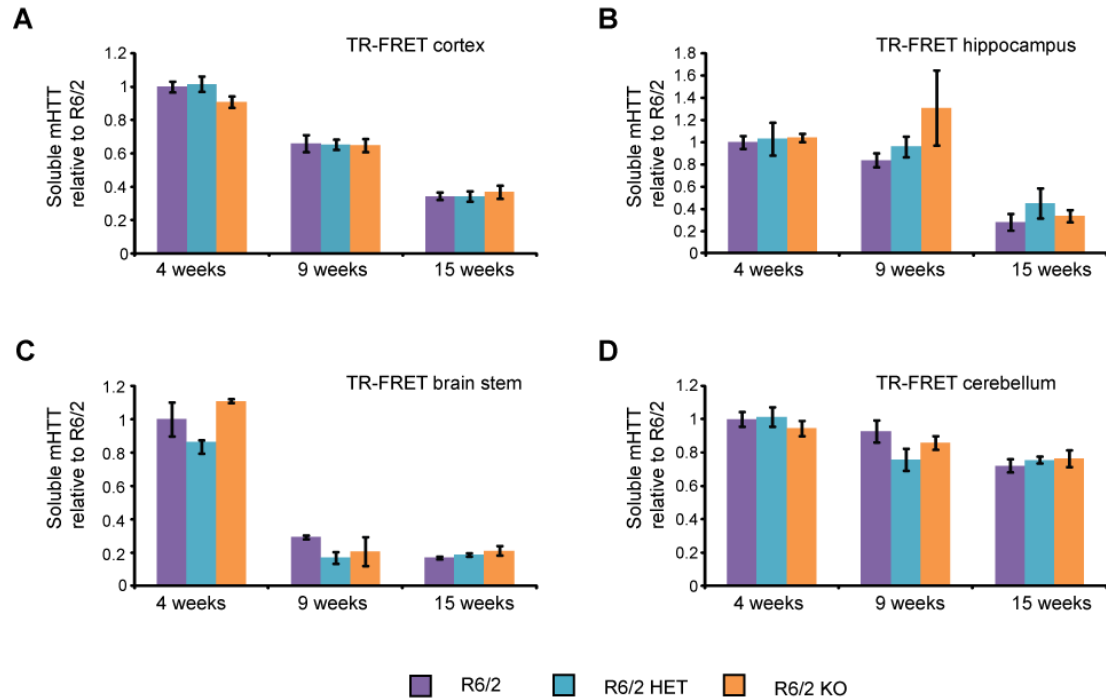 A
TR-FRET cortex
Soluble mHTT
relative to R6/2
1.2
1
0.8
0.6
0.4
0.2
0
4 weeks
9 weeks
15 weeks
B
TR-FRET hippocampus
Soluble mHTT
relative to R6/2
1.8
1.6
1.4
1.2
1
0.8
0.6
0.4
0.2
0
4 weeks
9 weeks
15 weeks
C
TR-FRET brain stem
Soluble mHTT
relative to R6/2
1.2
1
0.8
0.6
0.4
0.2
0
4 weeks
9 weeks
15 weeks
D
TR-FRET cerebellum
Soluble mHTT
relative to R6/2
1.2
1
0.8
0.6
0.4
0.2
0
4 weeks
9 weeks
15 weeks
R6/2
R6/2 HET
R6/2 KO